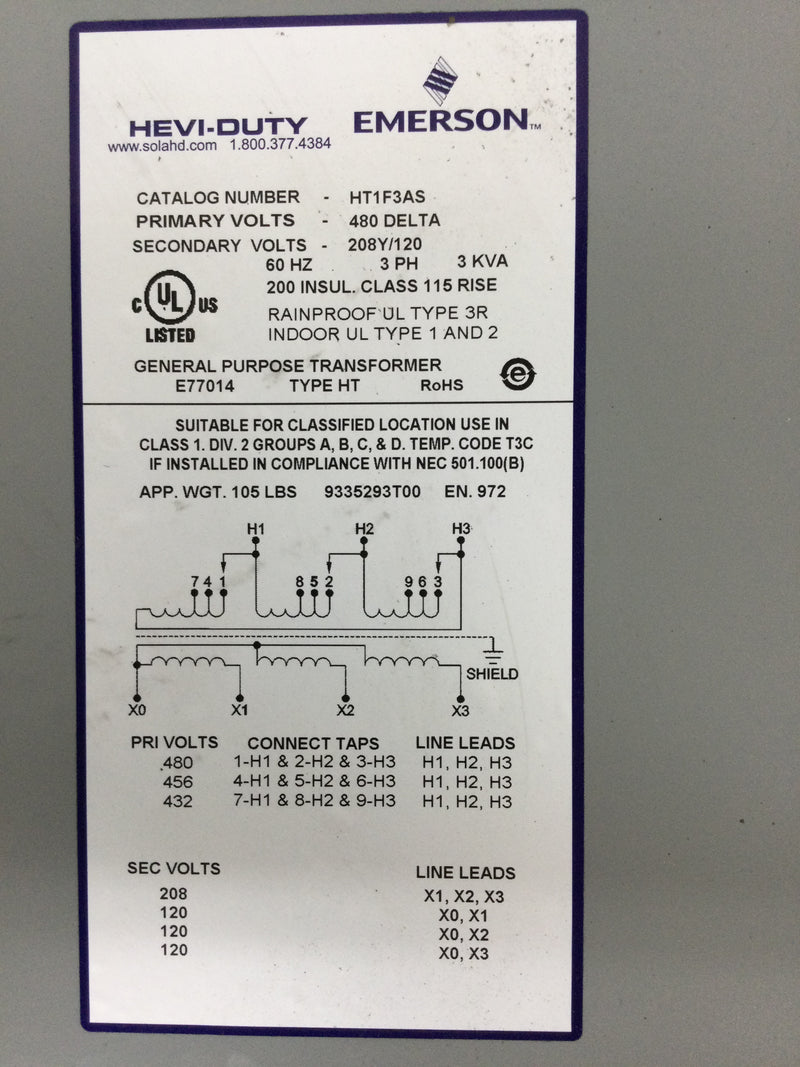 HEVI-DUTY EMERSON™
www.solahd.com 1.800.377.4384
CATALOG NUMBER - HT1F3AS
PRIMARY VOLTS - 480 DELTA
SECONDARY VOLTS - 208Y/120
60 HZ 3 PH 3 KVA
200 INSUL. CLASS 115 RISE
C UL US
LISTED
RAINPROOF UL TYPE 3R
INDOOR UL TYPE 1 AND 2
GENERAL PURPOSE TRANSFORMER
E77014 TYPE HT RoHS e
SUITABLE FOR CLASSIFIED LOCATION USE IN
CLASS 1. DIV. 2 GROUPS A, B, C, & D. TEMP. CODE T3C
IF INSTALLED IN COMPLIANCE WITH NEC 501.100(B)
APP. WGT. 105 LBS 9335293T00 EN. 972
H1 H2 H3
7 4 1 8 5 2 9 6 3
SHIELD
X0 X1 X2 X3
PRI VOLTS CONNECT TAPS LINE LEADS
480 1-H1 & 2-H2 & 3-H3 H1, H2, H3
456 4-H1 & 5-H2 & 6-H3 H1, H2, H3
432 7-H1 & 8-H2 & 9-H3 H1, H2, H3
SEC VOLTS LINE LEADS
208 X1, X2, X3
120 X0, X1
120 X0, X2
120 X0, X3